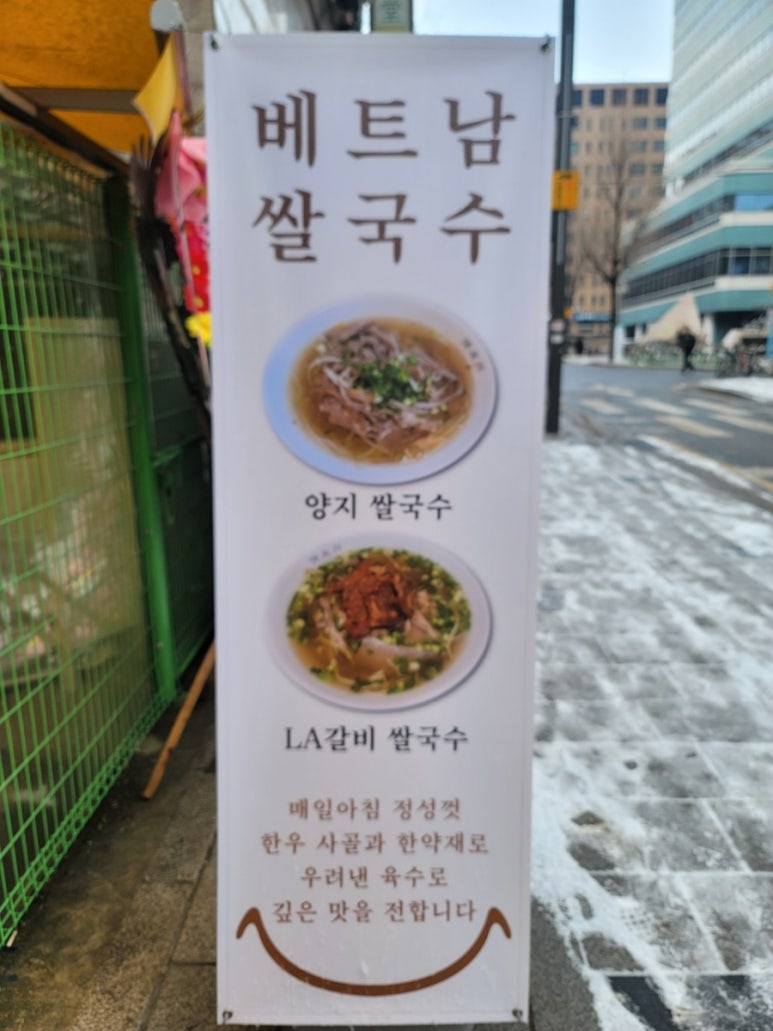 베트남
쌀국수
양지 쌀국수
LA갈비 쌀국수
매일아침 정성껏
한우 사골과 한약재로
우려낸 육수로
깊은 맛을 전합니다